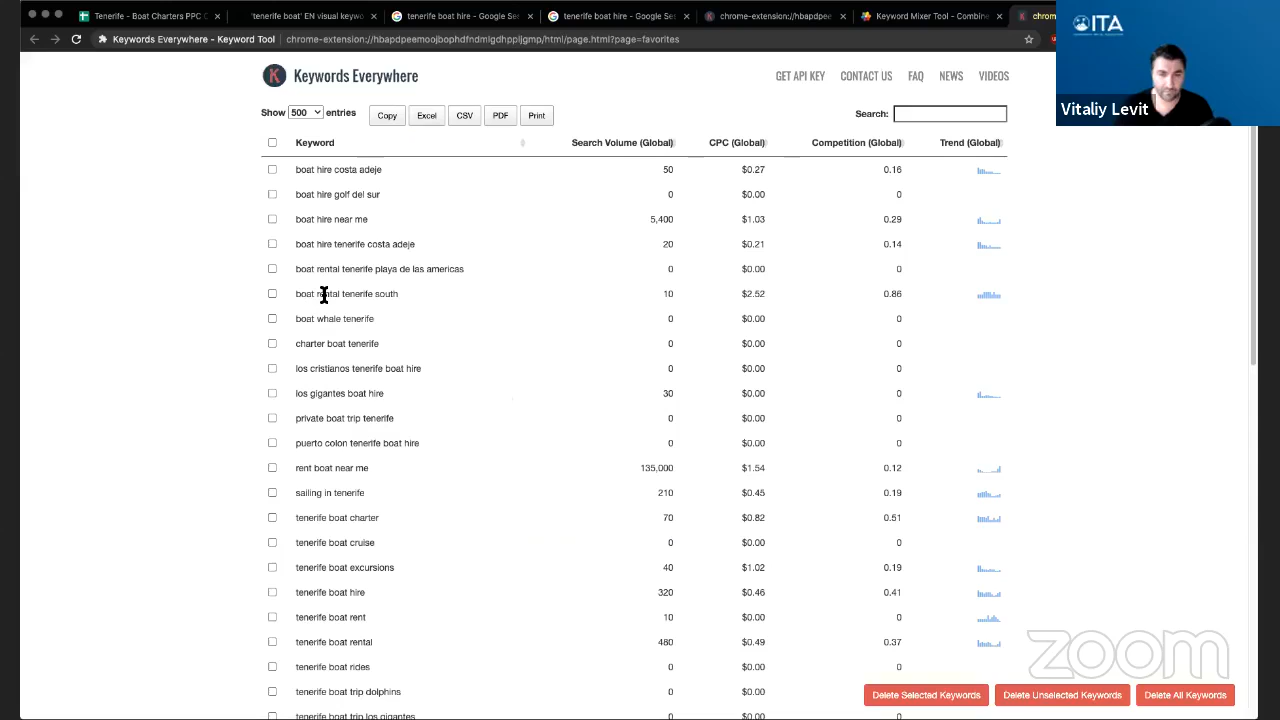 Tenerife - Boat Charters PPC C
'tenerife boat' EN visual keywo
tenerife boat hire - Google Sea
tenerife boat hire - Google Sea
chrome-extension://hbapdpee
Keyword Mixer Tool - Combine
chrom
Keywords Everywhere - Keyword Tool
chrome-extension://hbapdpeemoojbophdfndmlgdhppljgmp/html/page.html?page=favorites
ITA
Vitaliy Levit
K Keywords Everywhere
GET API KEY CONTACT US FAQ NEWS VIDEOS
Show 500 entries Copy Excel CSV PDF Print Search:
Keyword Search Volume (Global) CPC (Global) Competition (Global) Trend (Global)
boat hire costa adeje 50 $0.27 0.16
boat hire golf del sur 0 $0.00 0
boat hire near me 5,400 $1.03 0.29
boat hire tenerife costa adeje 20 $0.21 0.14
boat rental tenerife playa de las americas 0 $0.00 0
boat rental tenerife south 10 $2.52 0.86
boat whale tenerife 0 $0.00 0
charter boat tenerife 0 $0.00 0
los cristianos tenerife boat hire 0 $0.00 0
los gigantes boat hire 30 $0.00 0
private boat trip tenerife 0 $0.00 0
puerto colon tenerife boat hire 0 $0.00 0
rent boat near me 135,000 $1.54 0.12
sailing in tenerife 210 $0.45 0.19
tenerife boat charter 70 $0.82 0.51
tenerife boat cruise 0 $0.00 0
tenerife boat excursions 40 $1.02 0.19
tenerife boat hire 320 $0.46 0.41
tenerife boat rent 10 $0.00 0
tenerife boat rental 480 $0.49 0.37
tenerife boat rides 0 $0.00 0
tenerife boat trip dolphins 0 $0.00
tenerife boat trip los gigantes 0 $0.00 0
zoom
Delete Selected Keywords Delete Unselected Keywords Delete All Keywords